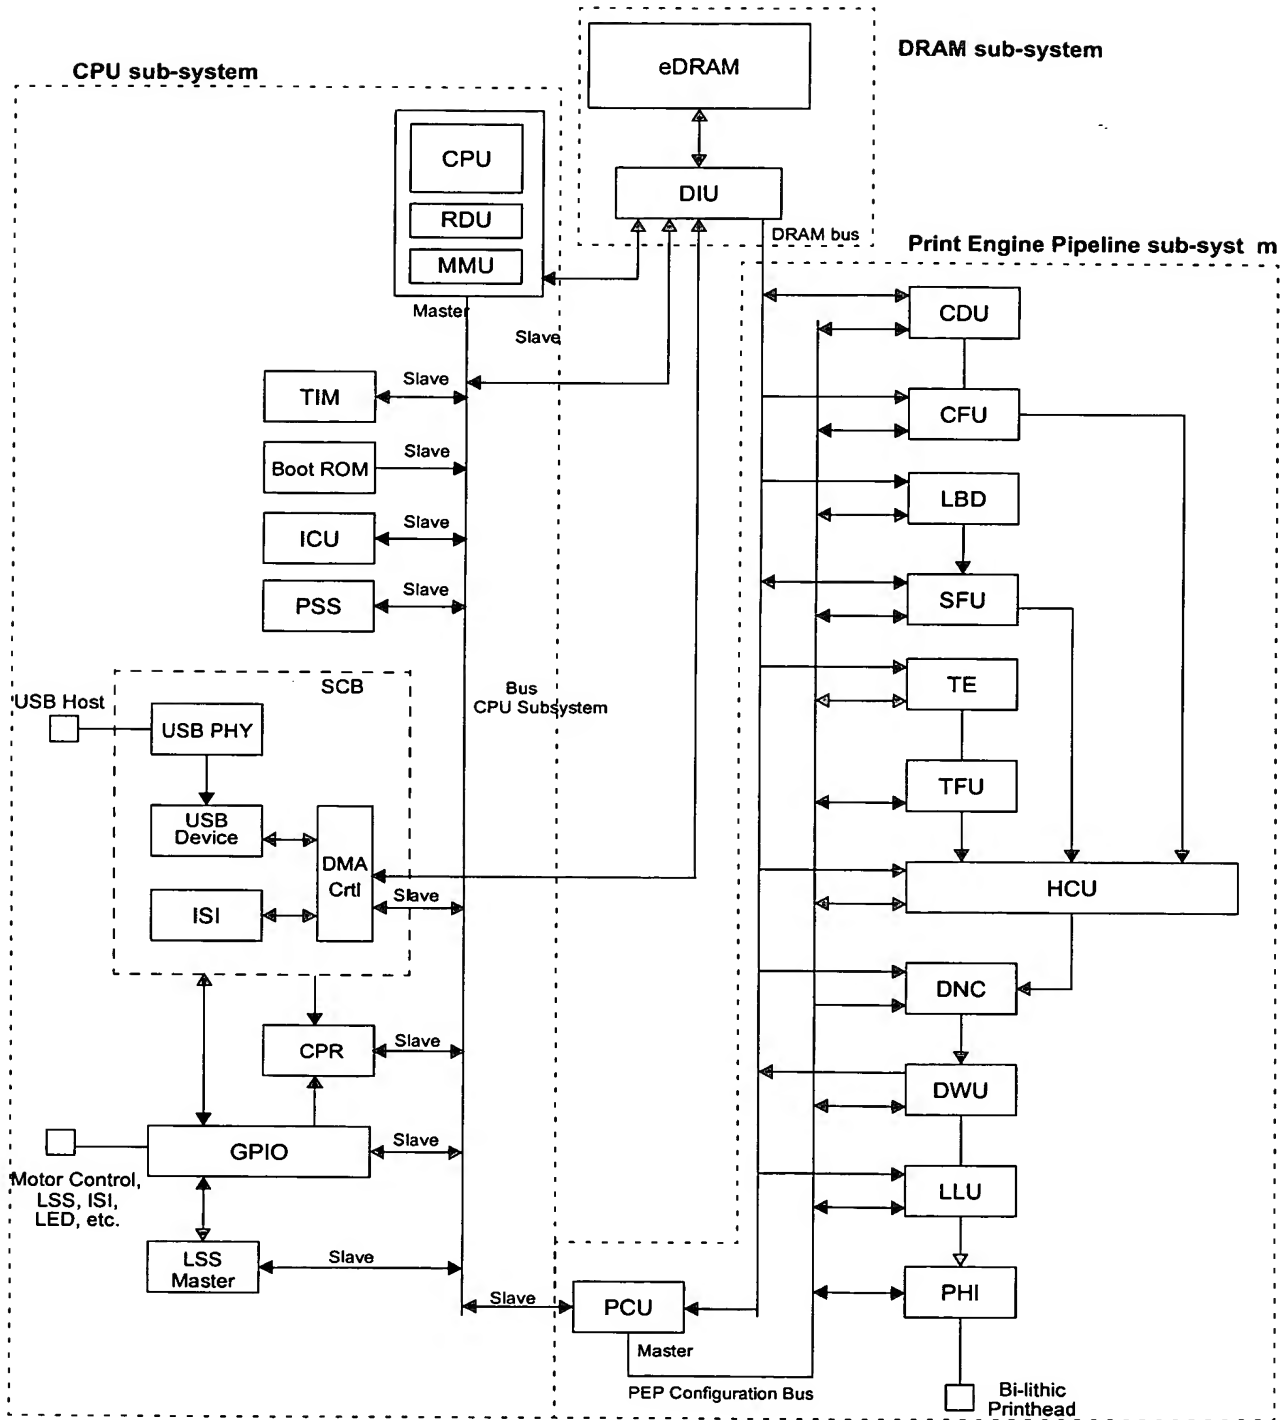 DRAM sub-system
CPU sub-system
eDRAM
CPU
DIU
RDU
DRAM bus
MMU
Print Engine Pipeline sub-syst m
Master
CDU
Slave
Slave
TIM
CFU
Slave
Boot ROM
LBD
Slave
ICU
Slave
PSS
SFU
SCB
TE
USB Host
Bus
CPU Subsystem
USB PHY
TFU
USB
Device
DMA
Crtl
Slave
HCU
ISI
DNC
CPR
Slave
DWU
GPIO
Slave
Motor Control,
LSS, ISI,
LED, etc.
LLU
LSS
Master
Slave
Slave
PCU
PHI
Master
PEP Configuration Bus
Bi-lithic
Printhead